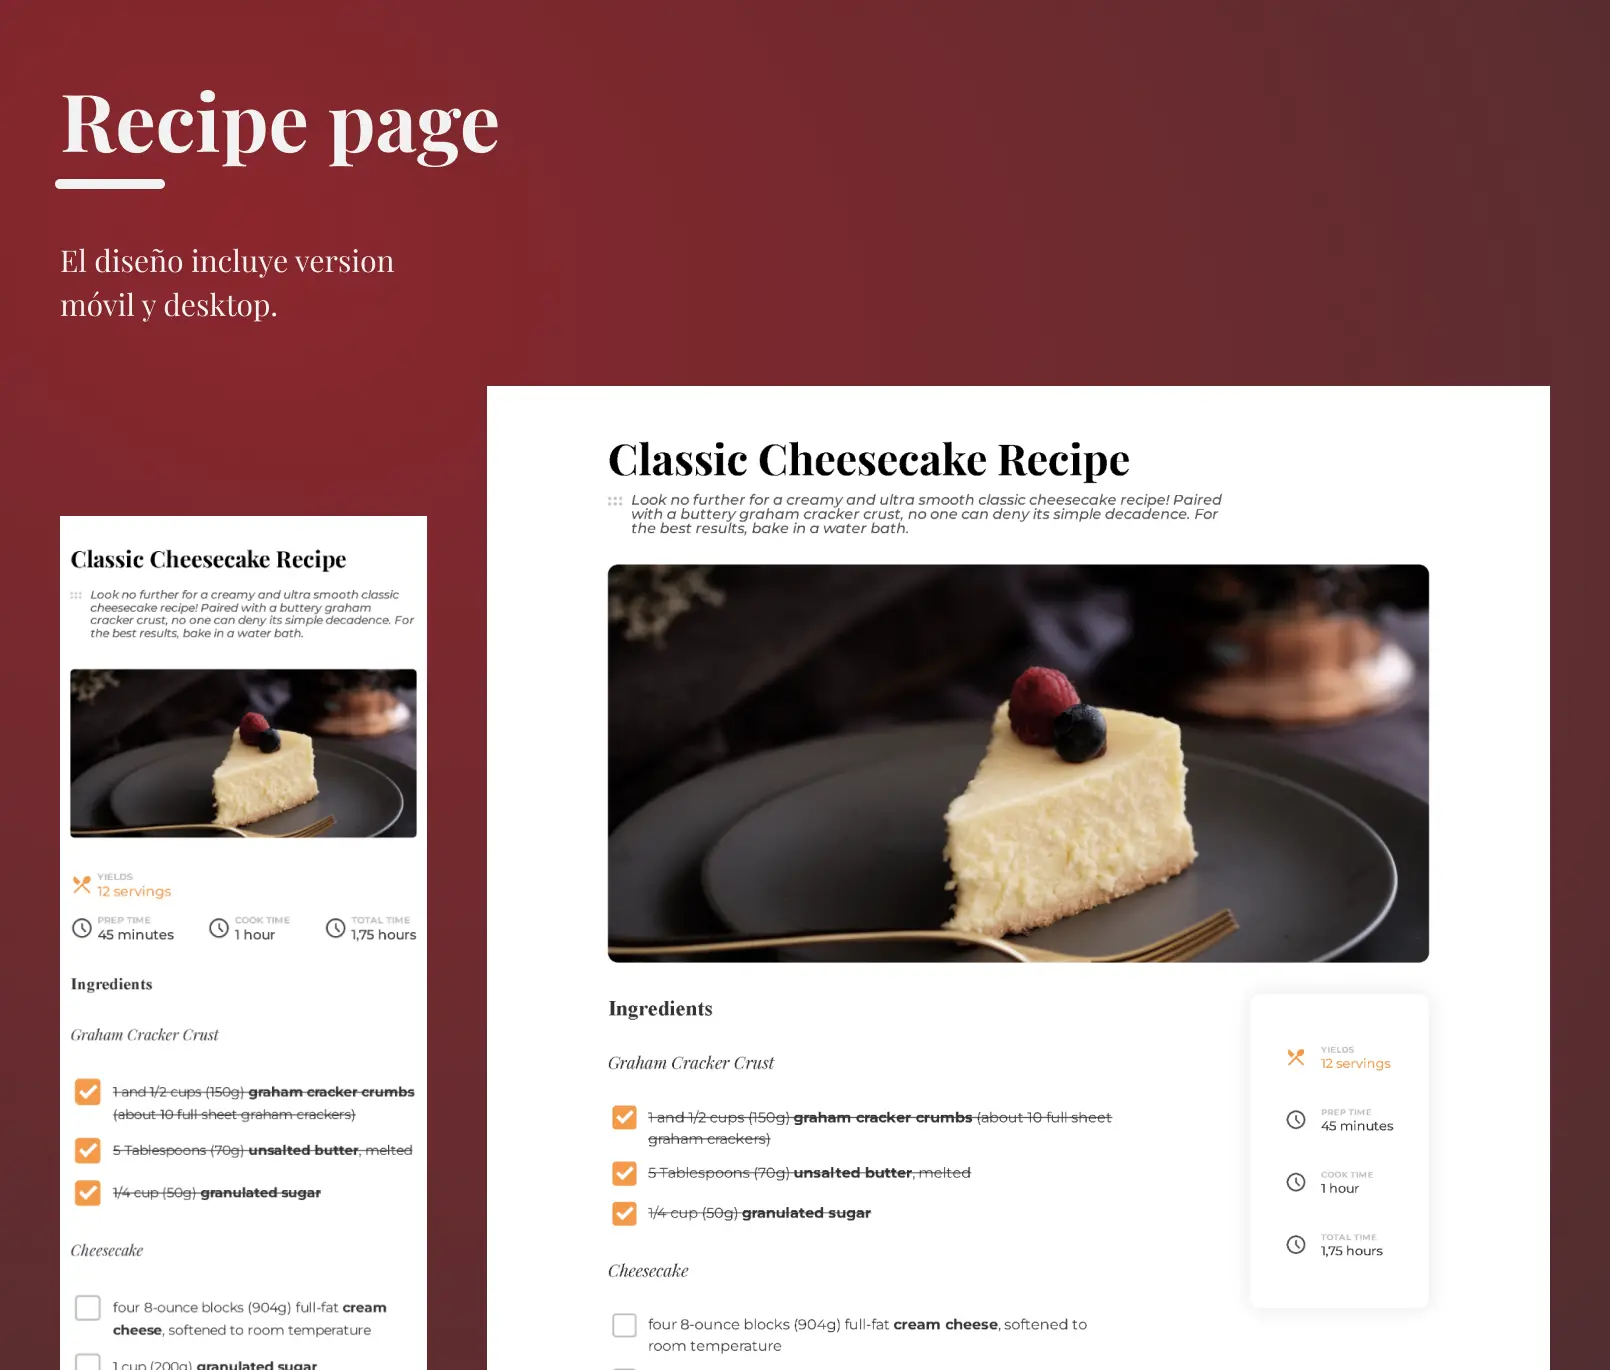 Recipe page
El diseño incluye version
móvil y desktop.
Classic Cheesecake Recipe
Look no further for a creamy and ultra smooth classic
cheesecake recipe! Paired with a buttery graham
cracker crust, no one can deny its simple decadence. For
the best results, bake in a water bath.
YIELDS
12 servings
PREP TIME
45 minutes
COOK TIME
1 hour
TOTAL TIME
1,75 hours
Ingredients
Graham Cracker Crust
1 and 1/2 cups (150g) graham cracker crumbs
(about 10 full sheet graham crackers)
5 Tablespoons (70g) unsalted butter, melted
1/4 cup (50g) granulated sugar
Cheesecake
four 8-ounce blocks (904g) full-fat cream
cheese, softened to room temperature
1 cup (200g) granulated sugar
Classic Cheesecake Recipe
Look no further for a creamy and ultra smooth classic cheesecake recipe! Paired
with a buttery graham cracker crust, no one can deny its simple decadence. For
the best results, bake in a water bath.
Ingredients
Graham Cracker Crust
1 and 1/2 cups (150g) graham cracker crumbs (about 10 full sheet
graham crackers)
5 Tablespoons (70g) unsalted butter, melted
1/4 cup (50g) granulated sugar
Cheesecake
four 8-ounce blocks (904g) full-fat cream cheese, softened to
room temperature
YIELDS
12 servings
PREP TIME
45 minutes
COOK TIME
1 hour
TOTAL TIME
1,75 hours